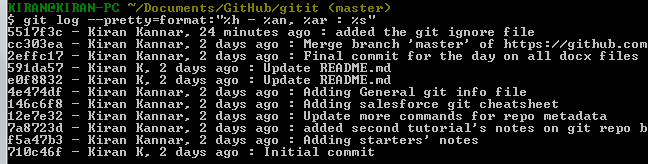 KIRAN@KIRAN-PC ~/Documents/GitHub/gitit (master)
$ git log --pretty=format:"%h - %an, %ar : %s"
5517f3c - Kiran Kannar, 24 minutes ago : added the git ignore file
cc303ea - Kiran Kannar, 2 days ago : Merge branch 'master' of https://github.com
2effc17 - Kiran Kannar, 2 days ago : Final commit for the day on all docx files
591da57 - Kiran K, 2 days ago : Update README.md
e0f8832 - Kiran K, 2 days ago : Update README.md
4e474df - Kiran Kannar, 2 days ago : Adding General git info file
146c6f8 - Kiran Kannar, 2 days ago : Adding salesforce git cheatsheet
12e7e32 - Kiran Kannar, 2 days ago : Update more commands for repo metadata
7a8723d - Kiran Kannar, 2 days ago : added second tutorial's notes on git repo b
f5a47b3 - Kiran Kannar, 2 days ago : Adding starters' notes
710c46f - Kiran K, 2 days ago : Initial commit